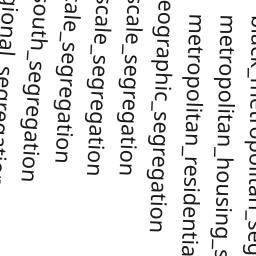 black_metropolitan_seg
metropolitan_housing_s
metropolitan_residentia
eographic_segregation
scale_segregation
scale_segregation
cale_segregation
south_segregation
gional_segregation